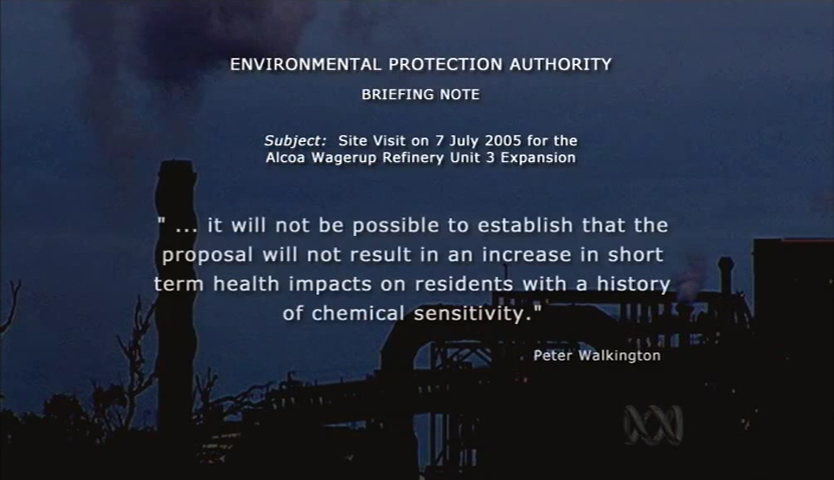 ENVIRONMENTAL PROTECTION AUTHORITY
BRIEFING NOTE
Subject: Site Visit on 7 July 2005 for the
Alcoa Wagerup Refinery Unit 3 Expansion
" ... it will not be possible to establish that the
proposal will not result in an increase in short
term health impacts on residents with a history
of chemical sensitivity."
Peter Walkington